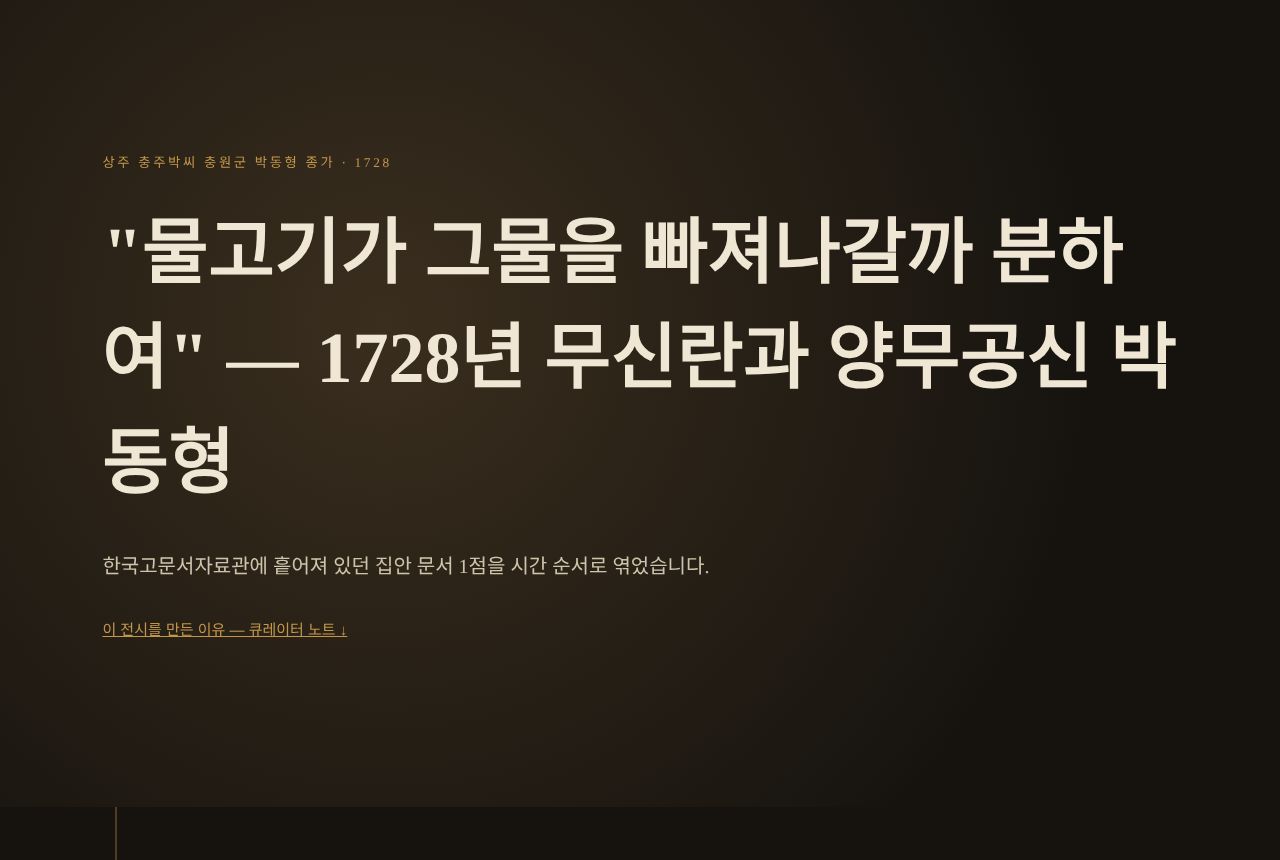 상주 충주박씨 충원군 박동형 종가 · 1728
"물고기가 그물을 빠져나갈까 분하
여" — 1728년 무신란과 양무공신 박
동형
한국고문서자료관에 흩어져 있던 집안 문서 1점을 시간 순서로 엮었습니다.
이 전시를 만든 이유 — 큐레이터 노트 ↓